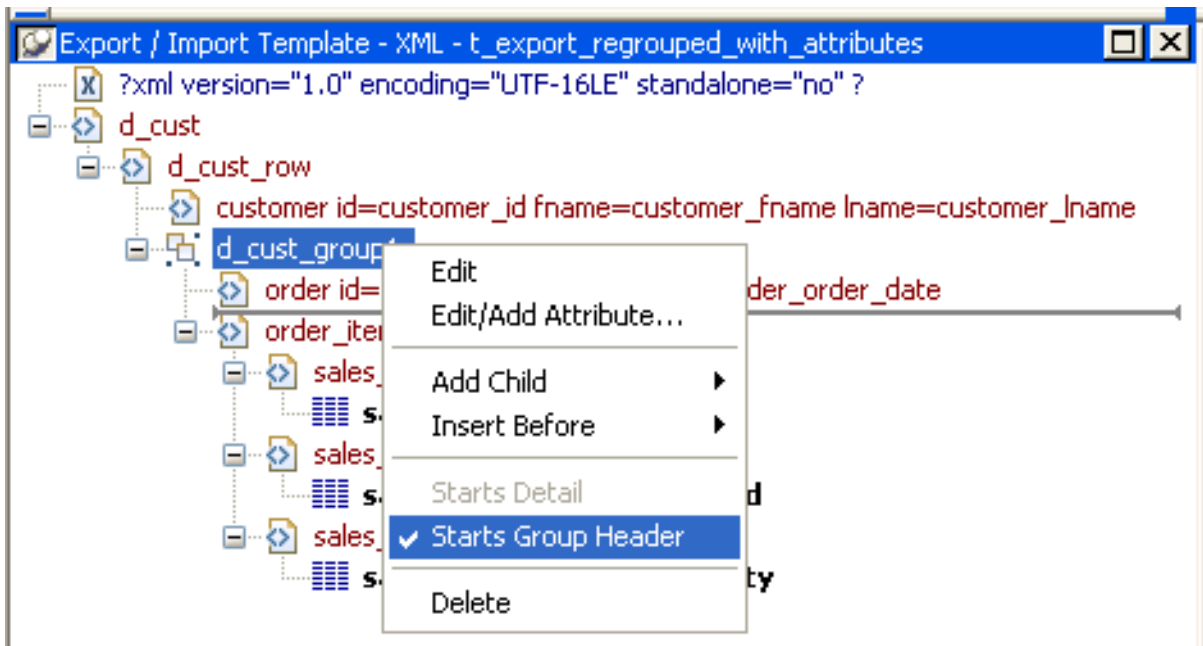 Export / Import Template - XML - t_export_regrouped_with_attributes
?xml version="1.0" encoding="UTF-16LE" standalone="no" ?
d_cust
d_cust_row
customer id=customer_id fname=customer_fname lname=customer_lname
d_cust_group
Edit
order id= der_order_date
Edit/Add Attribute...
order_iter
sales_
Add Child
s
Insert Before
sales_
Starts Detail
s d
sales_
Starts Group Header
s ty
Delete